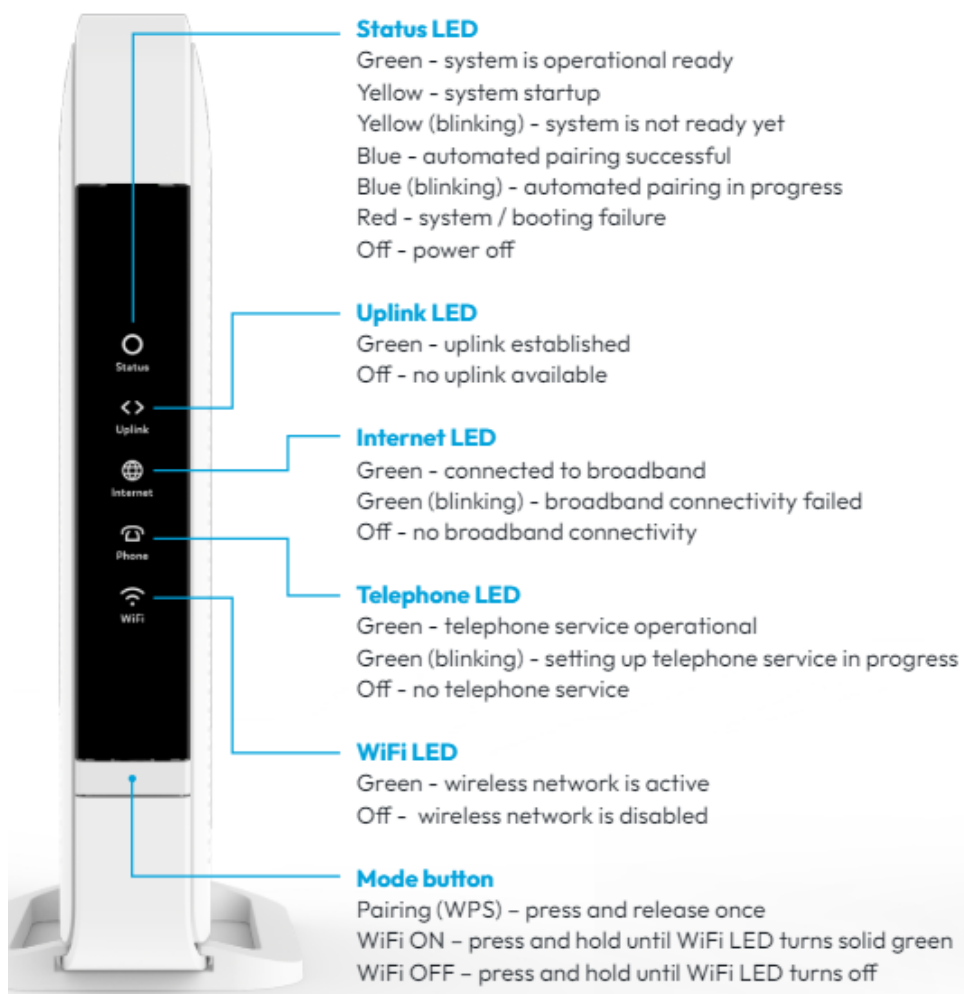 Status LED
Green - system is operational ready
Yellow - system startup
Yellow (blinking) - system is not ready yet
Blue - automated pairing successful
Blue (blinking) - automated pairing in progress
Red - system / booting failure
Off - power off
Uplink LED
Green - uplink established
Off - no uplink available
Internet LED
Green - connected to broadband
Green (blinking) - broadband connectivity failed
Off - no broadband connectivity
Telephone LED
Green - telephone service operational
Green (blinking) - setting up telephone service in progress
Off - no telephone service
WiFi LED
Green - wireless network is active
Off - wireless network is disabled
Mode button
Pairing (WPS) – press and release once
WiFi ON – press and hold until WiFi LED turns solid green
WiFi OFF – press and hold until WiFi LED turns off
Status
Uplink
Internet
Phone
WiFi